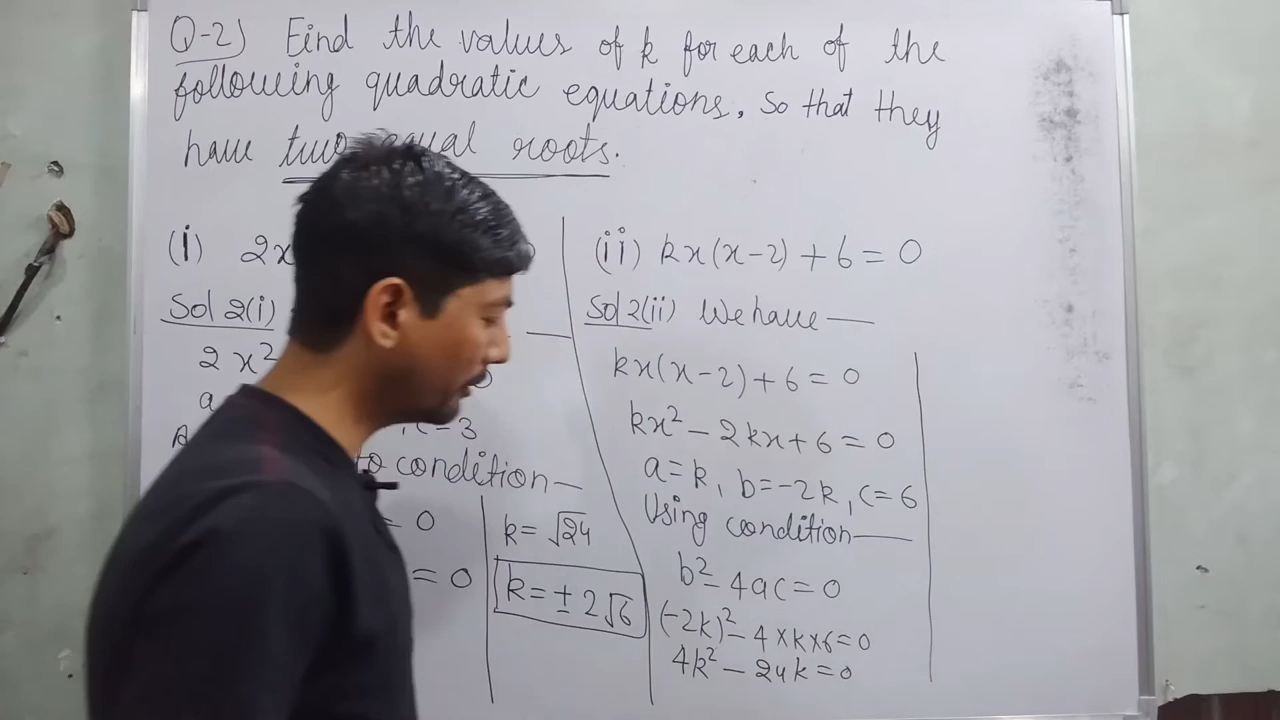 Q-2) Find the values of k for each of the
following quadratic equations, so that they
have two equal roots.
(i) 2x
Sol 2(i)
2x²
a
, c=3
to condition—
= 0
= 0
k= √24
k= ± 2√6
(ii) kx(x-2)+6=0
Sol 2(ii) We have—
kx(x-2)+6=0
kx²-2kx+6=0
a=k, b=-2k, c=6
Using condition—
b²-4ac=0
(-2k)²-4×k×6=0
4k²-24k=0